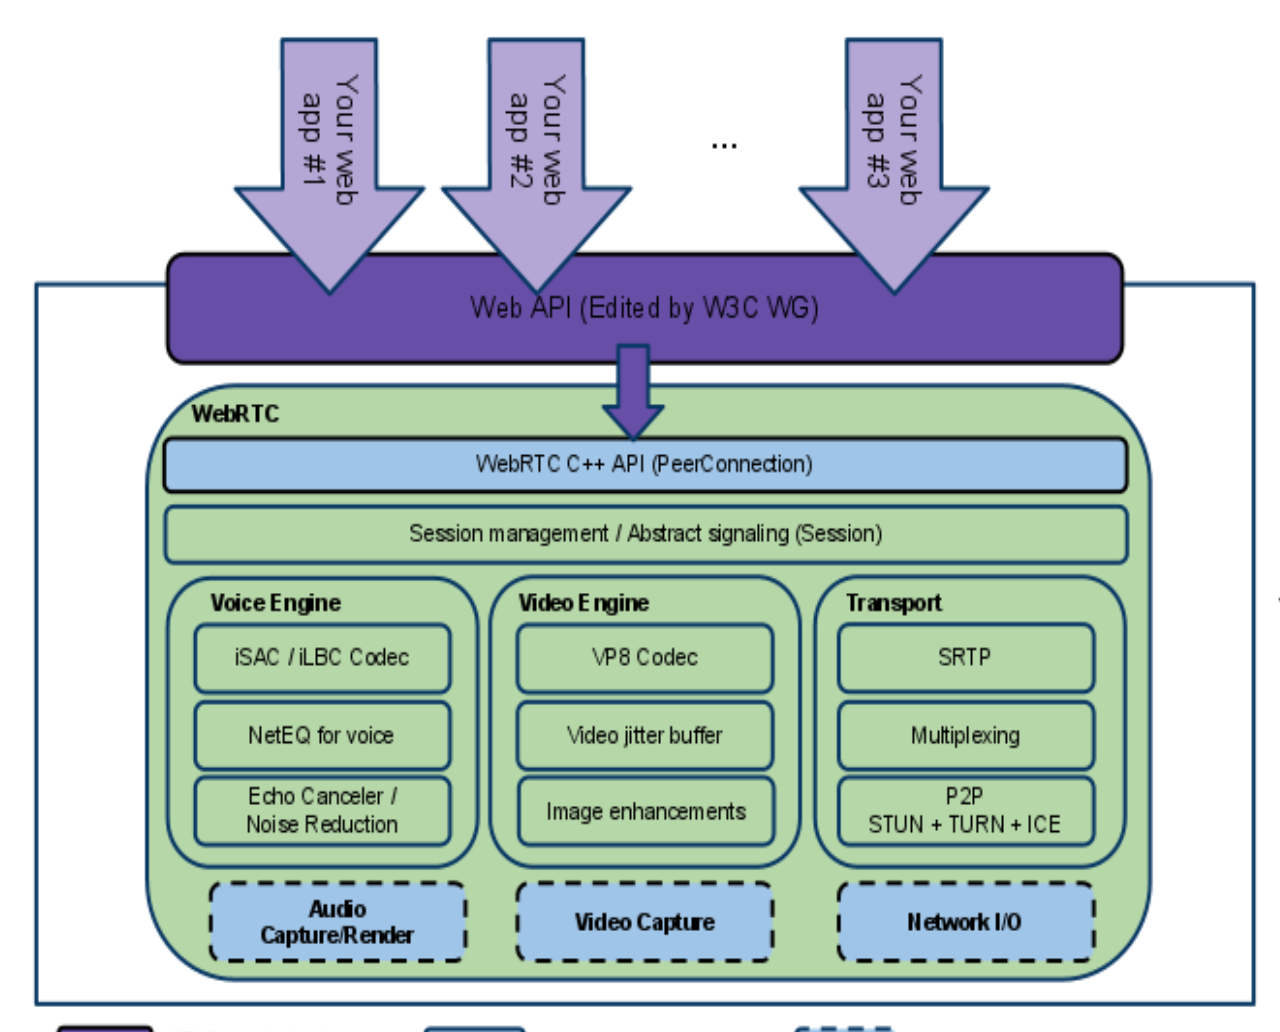 Your web
app #1
Your web
app #2
...
Your web
app #3
Web API (Edited by W3C WG)
WebRTC
WebRTC C++ API (PeerConnection)
Session management / Abstract signaling (Session)
Voice Engine
iSAC / iLBC Codec
NetEQ for voice
Echo Canceler /
Noise Reduction
Video Engine
VP8 Codec
Video jitter buffer
Image enhancements
Transport
SRTP
Multiplexing
P2P
STUN + TURN + ICE
Audio
Capture/Render
Video Capture
Network I/O